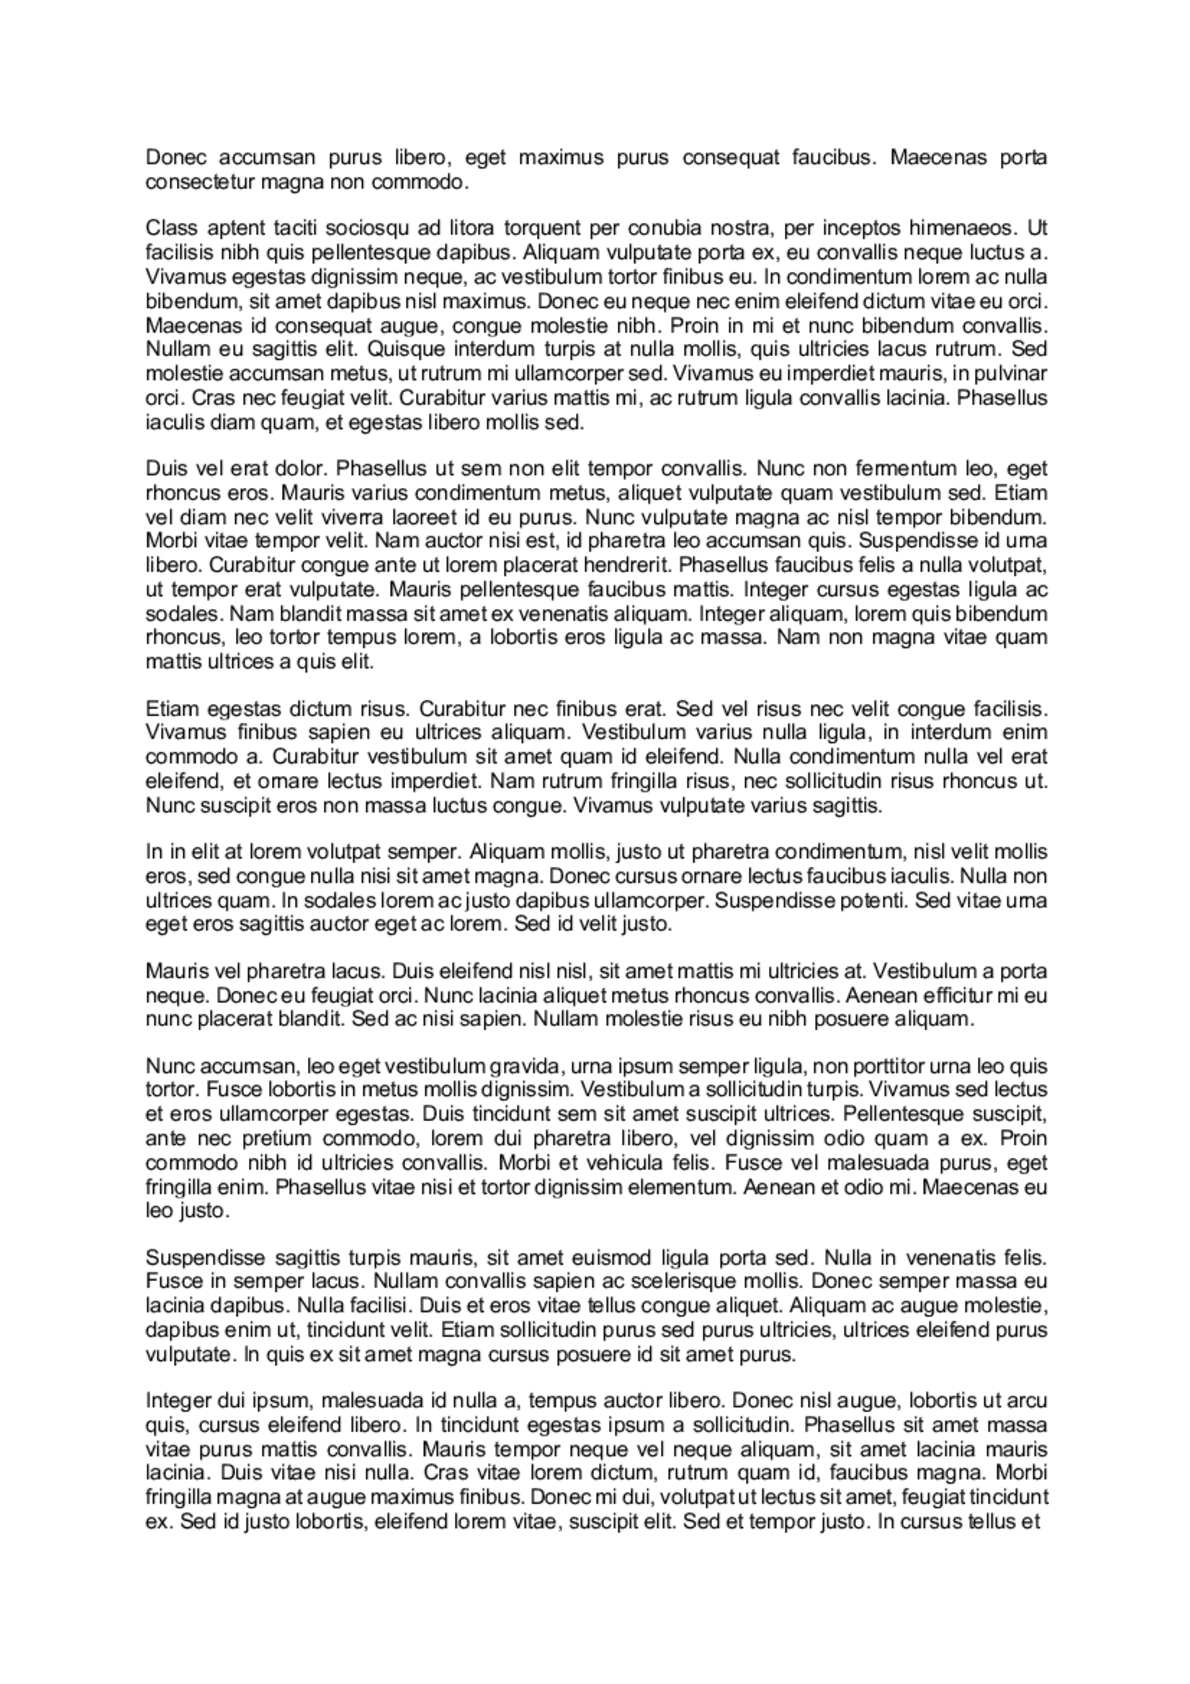 Donec accumsan purus libero, eget maximus purus consequat faucibus. Maecenas porta
consectetur magna non commodo.
Class aptent taciti sociosqu ad litora torquent per conubia nostra, per inceptos himenaeos. Ut
facilisis nibh quis pellentesque dapibus. Aliquam vulputate porta ex, eu convallis neque luctus a.
Vivamus egestas dignissim neque, ac vestibulum tortor finibus eu. In condimentum lorem ac nulla
bibendum, sit amet dapibus nisl maximus. Donec eu neque nec enim eleifend dictum vitae eu orci.
Maecenas id consequat augue, congue molestie nibh. Proin in mi et nunc bibendum convallis.
Nullam eu sagittis elit. Quisque interdum turpis at nulla mollis, quis ultricies lacus rutrum. Sed
molestie accumsan metus, ut rutrum mi ullamcorper sed. Vivamus eu imperdiet mauris, in pulvinar
orci. Cras nec feugiat velit. Curabitur varius mattis mi, ac rutrum ligula convallis lacinia. Phasellus
iaculis diam quam, et egestas libero mollis sed.
Duis vel erat dolor. Phasellus ut sem non elit tempor convallis. Nunc non fermentum leo, eget
rhoncus eros. Mauris varius condimentum metus, aliquet vulputate quam vestibulum sed. Etiam
vel diam nec velit viverra laoreet id eu purus. Nunc vulputate magna ac nisl tempor bibendum.
Morbi vitae tempor velit. Nam auctor nisi est, id pharetra leo accumsan quis. Suspendisse id urna
libero. Curabitur congue ante ut lorem placerat hendrerit. Phasellus faucibus felis a nulla volutpat,
ut tempor erat vulputate. Mauris pellentesque faucibus mattis. Integer cursus egestas ligula ac
sodales. Nam blandit massa sit amet ex venenatis aliquam. Integer aliquam, lorem quis bibendum
rhoncus, leo tortor tempus lorem, a lobortis eros ligula ac massa. Nam non magna vitae quam
mattis ultrices a quis elit.
Etiam egestas dictum risus. Curabitur nec finibus erat. Sed vel risus nec velit congue facilisis.
Vivamus finibus sapien eu ultrices aliquam. Vestibulum varius nulla ligula, in interdum enim
commodo a. Curabitur vestibulum sit amet quam id eleifend. Nulla condimentum nulla vel erat
eleifend, et ornare lectus imperdiet. Nam rutrum fringilla risus, nec sollicitudin risus rhoncus ut.
Nunc suscipit eros non massa luctus congue. Vivamus vulputate varius sagittis.
In in elit at lorem volutpat semper. Aliquam mollis, justo ut pharetra condimentum, nisl velit mollis
eros, sed congue nulla nisi sit amet magna. Donec cursus ornare lectus faucibus iaculis. Nulla non
ultrices quam. In sodales lorem ac justo dapibus ullamcorper. Suspendisse potenti. Sed vitae urna
eget eros sagittis auctor eget ac lorem. Sed id velit justo.
Mauris vel pharetra lacus. Duis eleifend nisl nisl, sit amet mattis mi ultricies at. Vestibulum a porta
neque. Donec eu feugiat orci. Nunc lacinia aliquet metus rhoncus convallis. Aenean efficitur mi eu
nunc placerat blandit. Sed ac nisi sapien. Nullam molestie risus eu nibh posuere aliquam.
Nunc accumsan, leo eget vestibulum gravida, urna ipsum semper ligula, non porttitor urna leo quis
tortor. Fusce lobortis in metus mollis dignissim. Vestibulum a sollicitudin turpis. Vivamus sed lectus
et eros ullamcorper egestas. Duis tincidunt sem sit amet suscipit ultrices. Pellentesque suscipit,
ante nec pretium commodo, lorem dui pharetra libero, vel dignissim odio quam a ex. Proin
commodo nibh id ultricies convallis. Morbi et vehicula felis. Fusce vel malesuada purus, eget
fringilla enim. Phasellus vitae nisi et tortor dignissim elementum. Aenean et odio mi. Maecenas eu
leo justo.
Suspendisse sagittis turpis mauris, sit amet euismod ligula porta sed. Nulla in venenatis felis.
Fusce in semper lacus. Nullam convallis sapien ac scelerisque mollis. Donec semper massa eu
lacinia dapibus. Nulla facilisi. Duis et eros vitae tellus congue aliquet. Aliquam ac augue molestie,
dapibus enim ut, tincidunt velit. Etiam sollicitudin purus sed purus ultricies, ultrices eleifend purus
vulputate. In quis ex sit amet magna cursus posuere id sit amet purus.
Integer dui ipsum, malesuada id nulla a, tempus auctor libero. Donec nisl augue, lobortis ut arcu
quis, cursus eleifend libero. In tincidunt egestas ipsum a sollicitudin. Phasellus sit amet massa
vitae purus mattis convallis. Mauris tempor neque vel neque aliquam, sit amet lacinia mauris
lacinia. Duis vitae nisi nulla. Cras vitae lorem dictum, rutrum quam id, faucibus magna. Morbi
fringilla magna at augue maximus finibus. Donec mi dui, volutpat ut lectus sit amet, feugiat tincidunt
ex. Sed id justo lobortis, eleifend lorem vitae, suscipit elit. Sed et tempor justo. In cursus tellus et